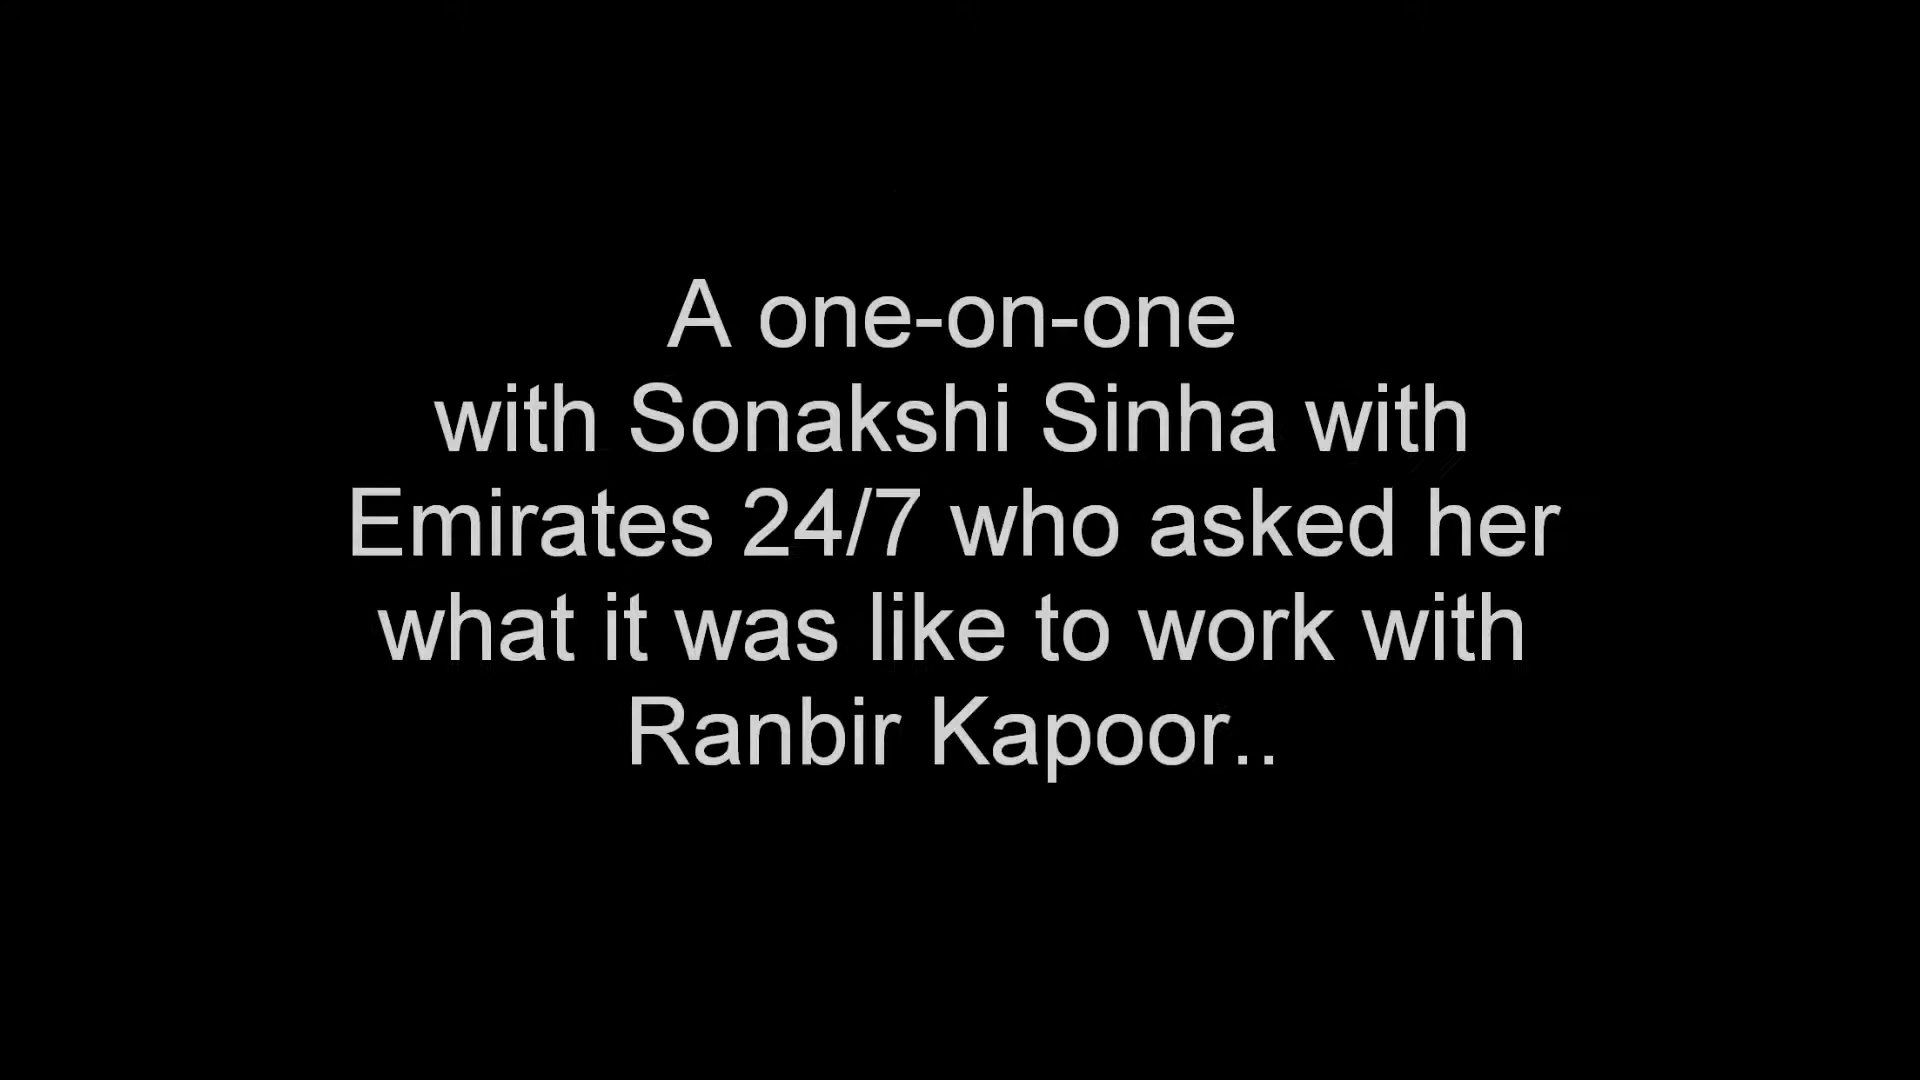 A one-on-one
with Sonakshi Sinha with
Emirates 24/7 who asked her
what it was like to work with
Ranbir Kapoor..